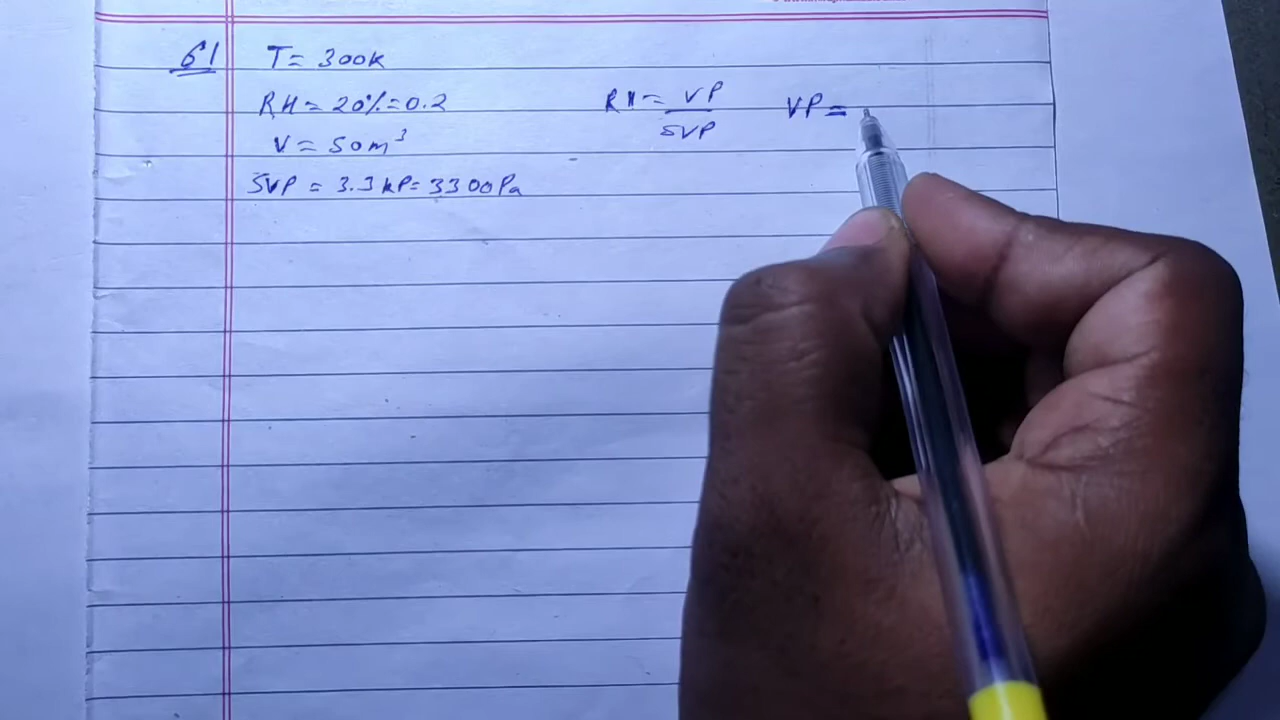 61 T = 300K
RH = 20% = 0.2 RH = VP/SVP VP =
V = 50m³
SVP = 3.3 kP = 3300 Pa